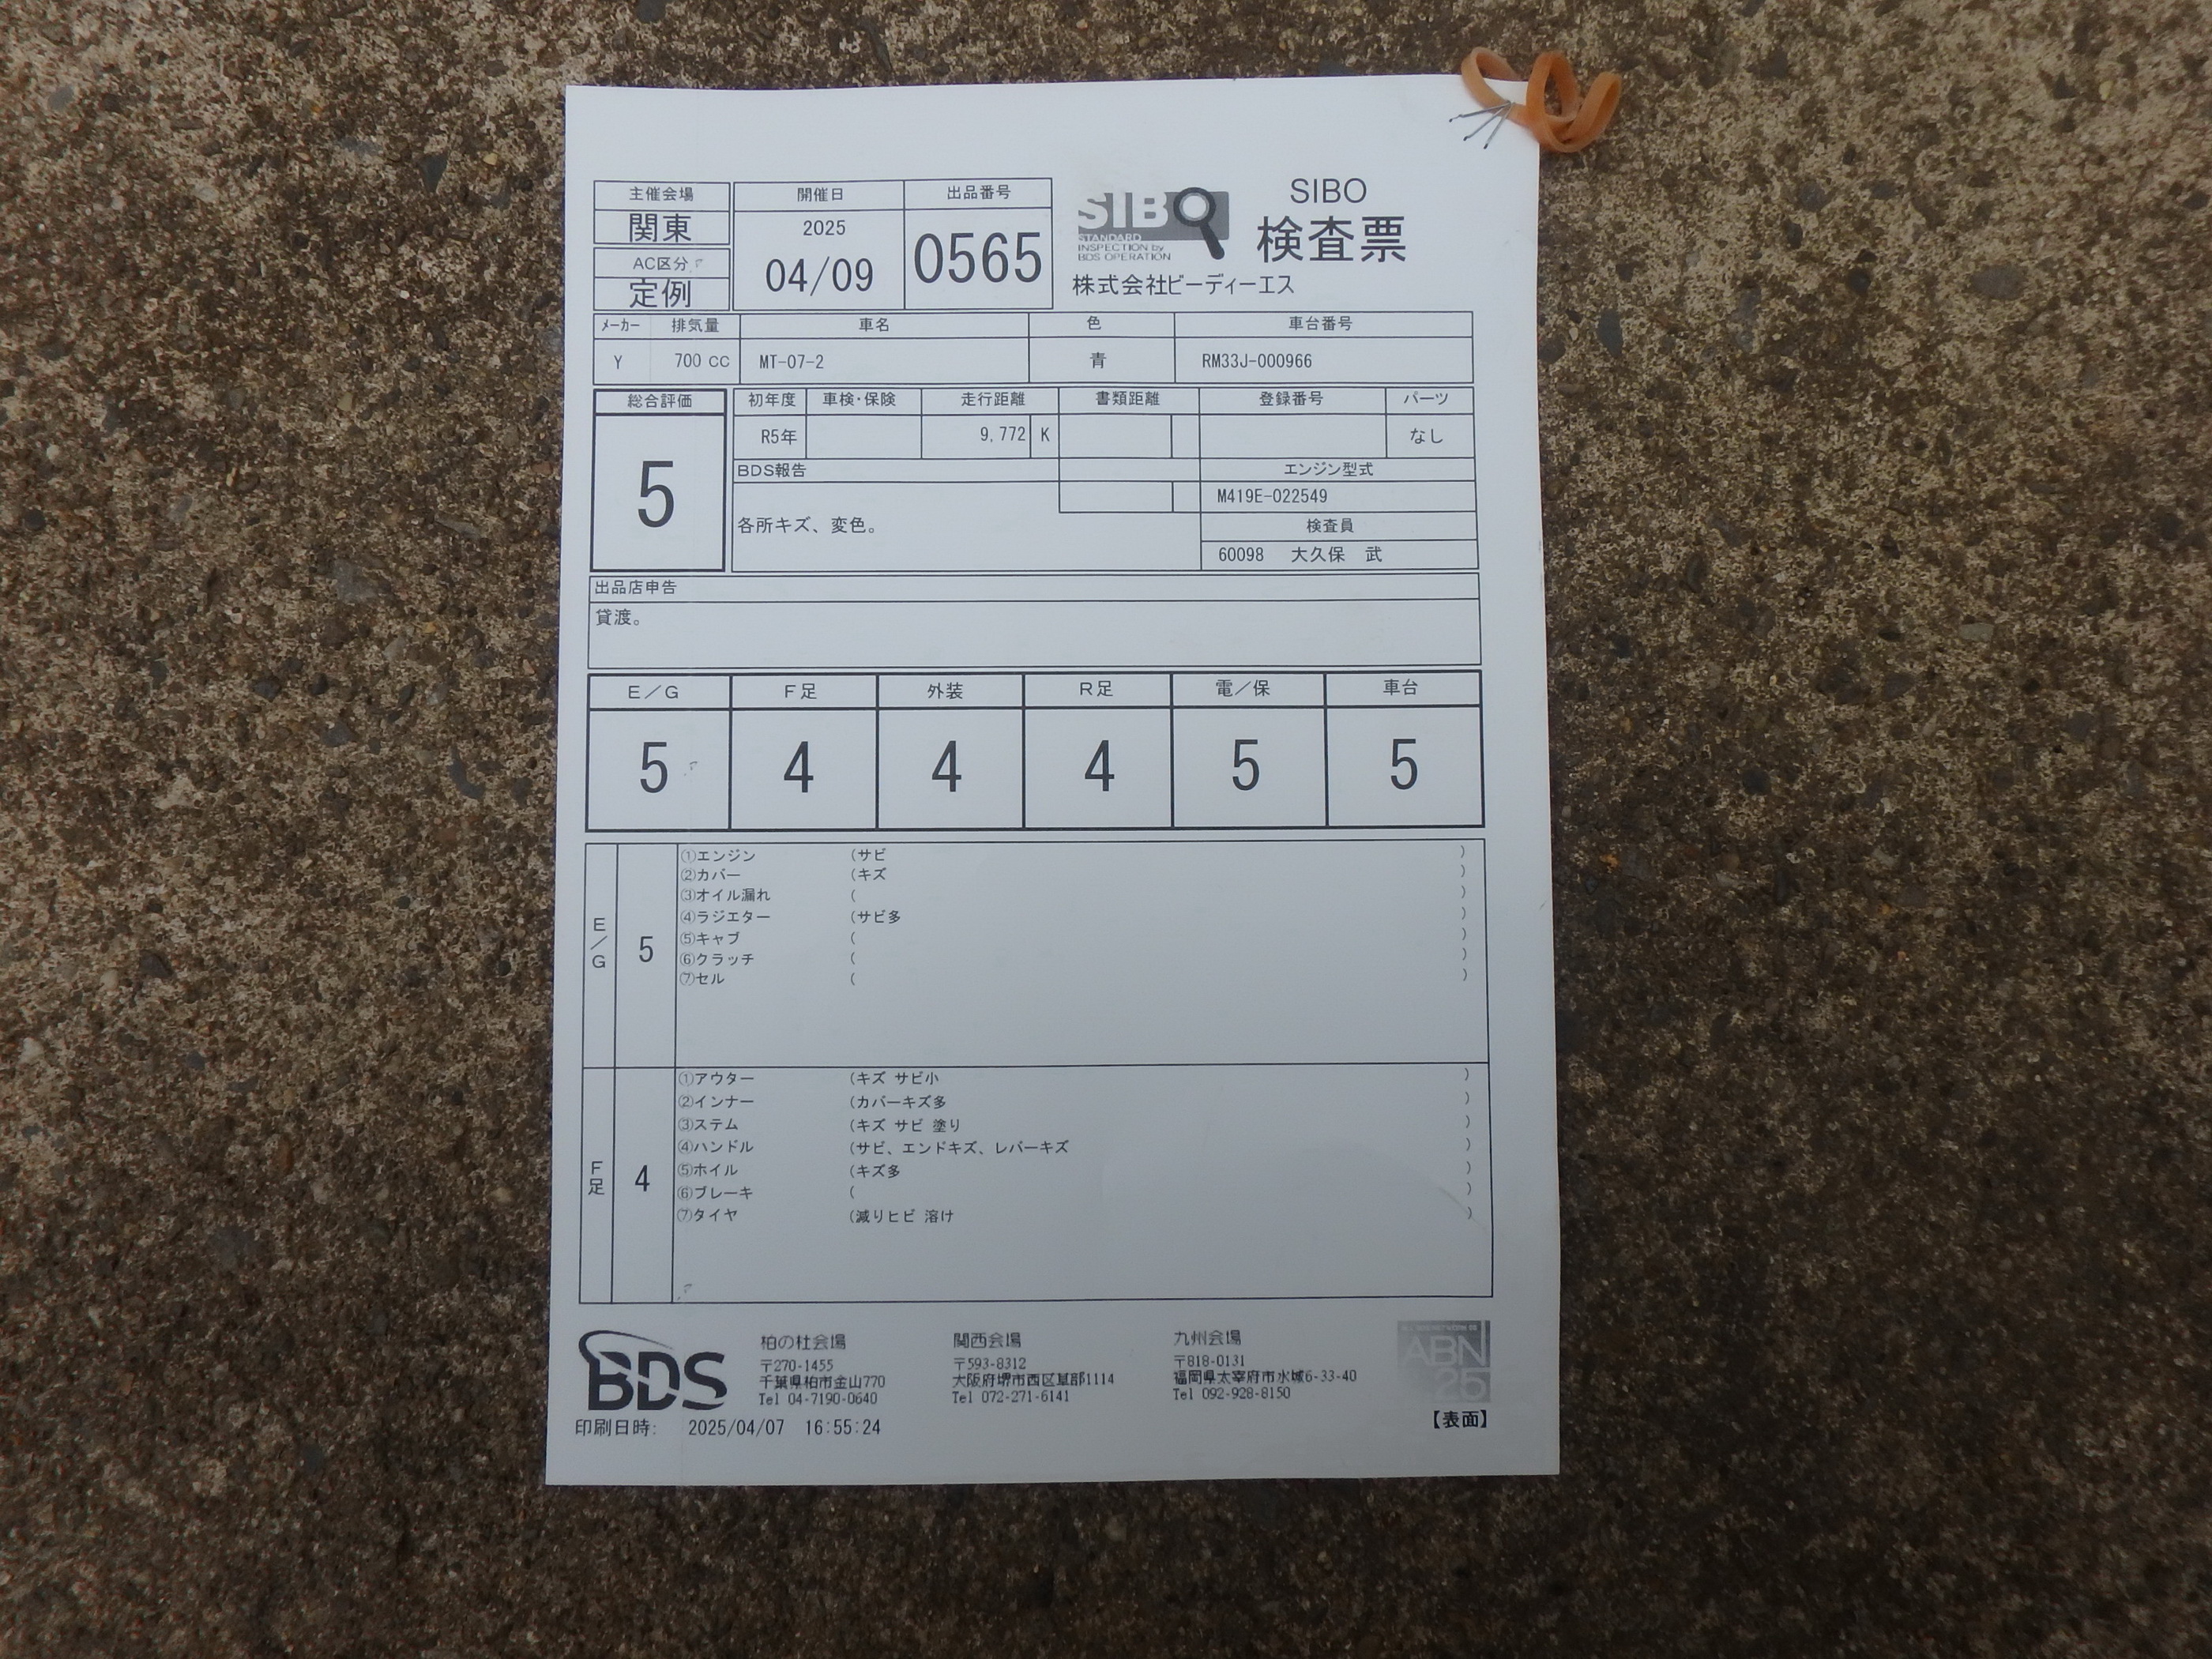 主催会場 開催日 出品番号
関東 2025 04/09 0565
AC区分
定例
SIBO
STANDARD
INSPECTION by
BDS OPERATION
SIBO
検査票
株式会社ビーディーエス
メーカー 排気量 車名 色 車台番号
Y 700 CC MT-07-2 青 RM33J-000966
総合評価 初年度 車検・保険 走行距離 書類距離 登録番号 パーツ
5 R5年 9,772 K なし
BDS報告 エンジン型式
M419E-022549
各所キズ、変色。 検査員
60098 大久保 武
出品店申告
貸渡。
E/G F足 外装 R足 電/保 車台
5 4 4 4 5 5
E/G 5
①エンジン (サビ )
②カバー (キズ )
③オイル漏れ ( )
④ラジエター (サビ多 )
⑤キャブ ( )
⑥クラッチ ( )
⑦セル ( )
F足 4
①アウター (キズ サビ小 )
②インナー (カバーキズ多 )
③ステム (キズ サビ 塗り )
④ハンドル (サビ、エンドキズ、レバーキズ )
⑤ホイル (キズ多 )
⑥ブレーキ ( )
⑦タイヤ (減りヒビ 溶け )
BDS
柏の杜会場
〒270-1455
千葉県柏市金山770
Tel 04-7190-0640
関西会場
〒593-8312
大阪府堺市西区草部1114
Tel 072-271-6141
九州会場
〒818-0131
福岡県太宰府市水城6-33-40
Tel 092-928-8150
ABN
25
印刷日時: 2025/04/07 16:55:24
【表面】